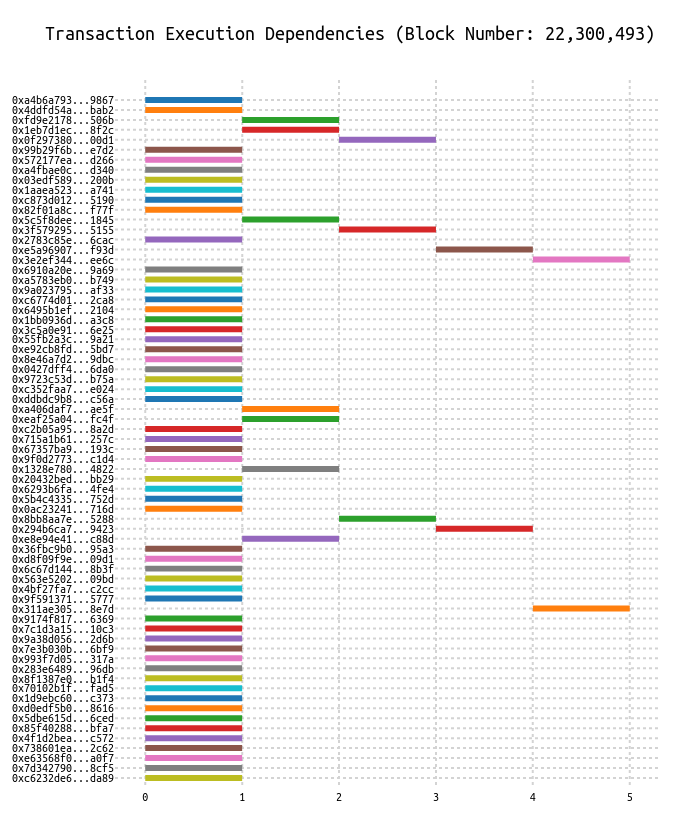 Transaction Execution Dependencies (Block Number: 22,300,493)
0xa4b6a793...9867
0x4ddfd54a...bab2
0xfd9e2178...506b
0x1eb7d1ec...8f2c
0x0f297380...00d1
0x99b29f6b...e7d2
0x572177ea...d266
0xa4fbae0c...d340
0x03edf589...200b
0x1aaea523...a741
0xc873d012...5190
0x82f01a8c...f77f
0x5c5f8dee...1845
0x3f579295...5155
0x2783c85e...6cac
0xe5a96907...f93d
0x3e2ef344...ee6c
0x6910a20e...9a69
0xa5783eb0...b749
0x9a023795...af33
0xc6774d01...2ca8
0x6495b1ef...2104
0x1bb0936d...a3c8
0x3c5a0e91...6e25
0x55fb2a3c...9a21
0xe92cb8fd...5bd7
0x8e46a7d2...9dbc
0x0427dff4...6da0
0x9723c53d...b75a
0xc352faa7...e024
0xddbdc9b8...c56a
0xa406daf7...ae5f
0xeaf25a04...fc4f
0xc2b05a95...8a2d
0x715a1b61...257c
0x67357ba9...193c
0x9f0d2773...c1d4
0x1328e780...4822
0x20432bed...bb29
0x6293b6fa...4fe4
0x5b4c4335...752d
0x0ac23241...716d
0x8bb8aa7e...5288
0x294b6ca7...9423
0xe8e94e41...c88d
0x36fbc9b0...95a3
0xd8f09f9e...09d1
0x6c67d144...8b3f
0x563e5202...09bd
0x4bf27fa7...c2cc
0x9f591371...5777
0x311ae305...8e7d
0x9174f817...6369
0x7c1d3a15...10c3
0x9a38d056...2d6b
0x7e3b030b...6bf9
0x993f7d05...317a
0x283e6489...96db
0x8f1387e0...b1f4
0x70102b1f...fad5
0x1d9ebc60...c373
0xd0edf5b0...8616
0x5dbe615d...6ced
0x85f40288...bfa7
0x4f1d2bea...c572
0x738601ea...2c62
0xe63568f0...a0f7
0x7d342790...8cf5
0xc6232de6...da89
0 1 2 3 4 5